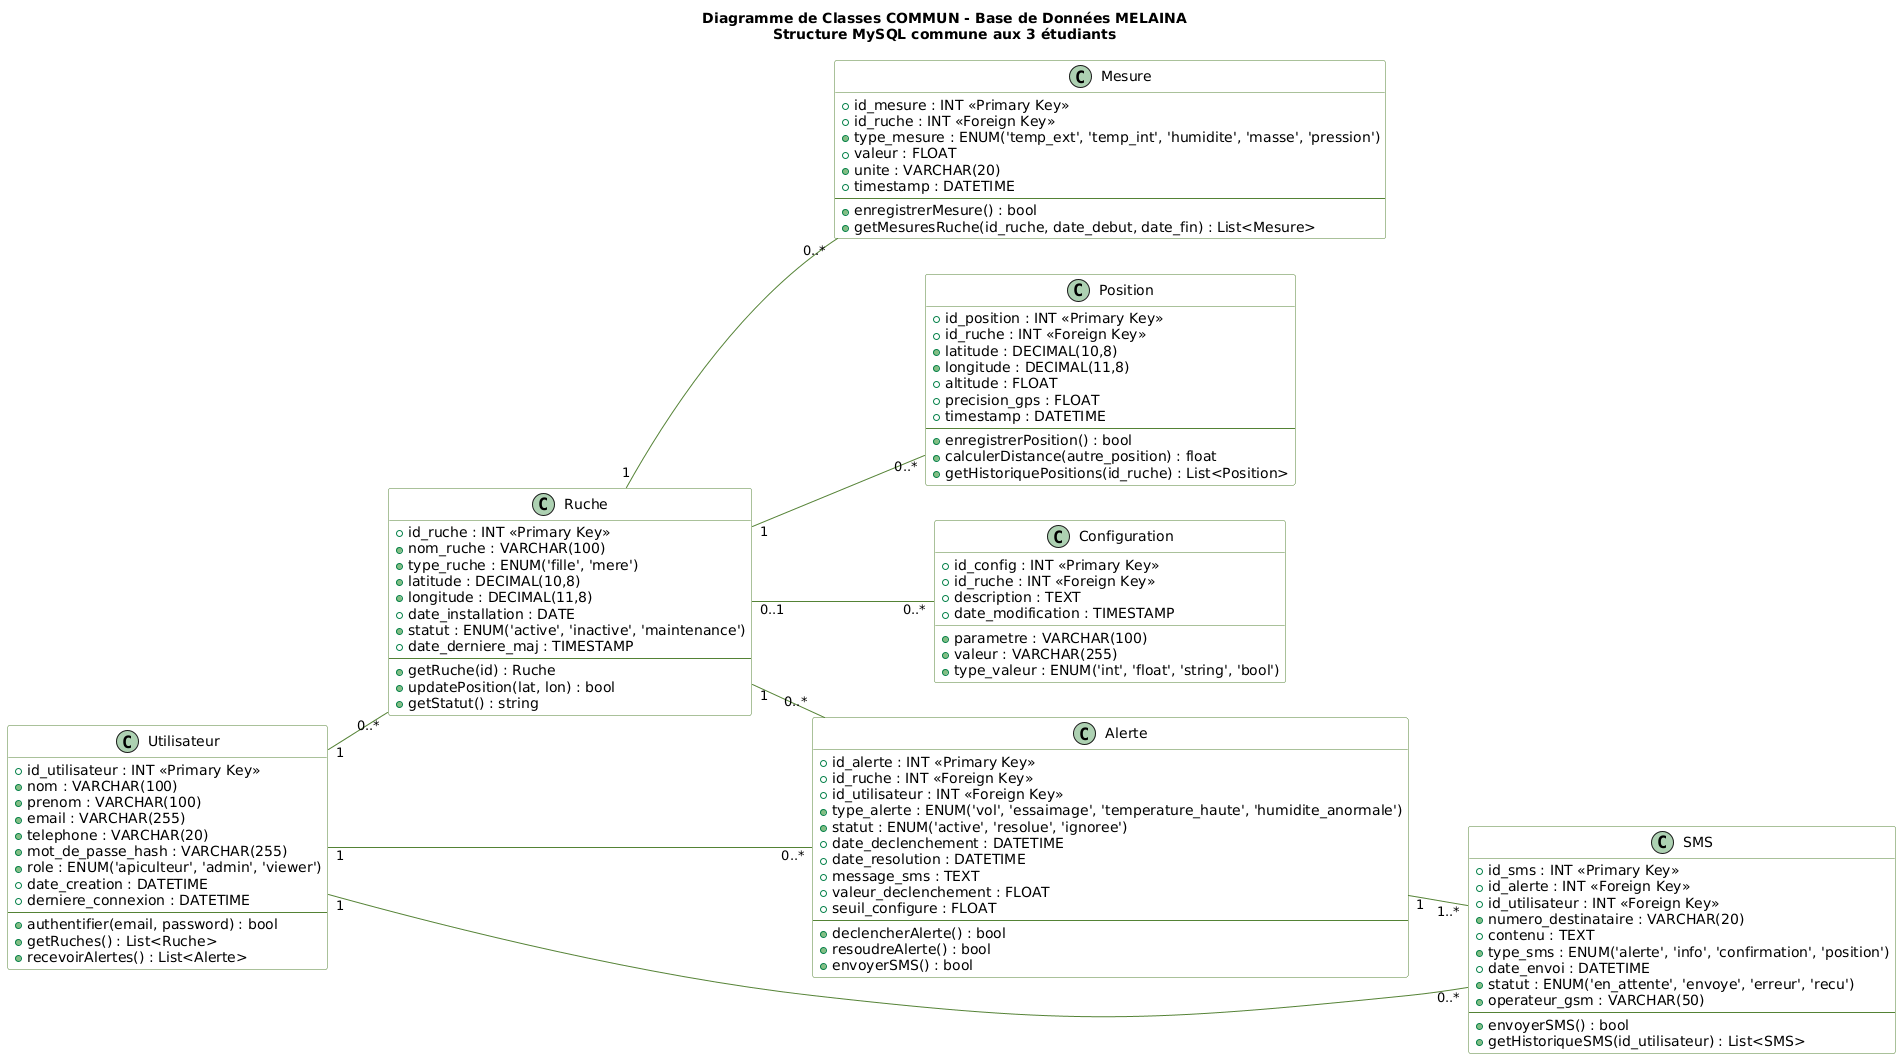 Diagramme de Classes COMMUN - Base de Données MELAINA
Structure MySQL commune aux 3 étudiants
C Mesure
id_mesure : INT «Primary Key»
id_ruche : INT «Foreign Key»
type_mesure : ENUM('temp_ext', 'temp_int', 'humidite', 'masse', 'pression')
valeur : FLOAT
unite : VARCHAR(20)
timestamp : DATETIME
enregistrerMesure() : bool
getMesuresRuche(id_ruche, date_debut, date_fin) : List<Mesure>
0..*
1
C Position
id_position : INT «Primary Key»
id_ruche : INT «Foreign Key»
latitude : DECIMAL(10,8)
longitude : DECIMAL(11,8)
altitude : FLOAT
precision_gps : FLOAT
timestamp : DATETIME
enregistrerPosition() : bool
calculerDistance(autre_position) : float
getHistoriquePositions(id_ruche) : List<Position>
0..*
1
C Ruche
id_ruche : INT «Primary Key»
nom_ruche : VARCHAR(100)
type_ruche : ENUM('fille', 'mere')
latitude : DECIMAL(10,8)
longitude : DECIMAL(11,8)
date_installation : DATE
statut : ENUM('active', 'inactive', 'maintenance')
date_derniere_maj : TIMESTAMP
getRuche(id) : Ruche
updatePosition(lat, lon) : bool
getStatut() : string
C Configuration
id_config : INT «Primary Key»
id_ruche : INT «Foreign Key»
description : TEXT
date_modification : TIMESTAMP
parametre : VARCHAR(100)
valeur : VARCHAR(255)
type_valeur : ENUM('int', 'float', 'string', 'bool')
0..1
0..*
1
0..*
0..*
1
C Utilisateur
id_utilisateur : INT «Primary Key»
nom : VARCHAR(100)
prenom : VARCHAR(100)
email : VARCHAR(255)
telephone : VARCHAR(20)
mot_de_passe_hash : VARCHAR(255)
role : ENUM('apiculteur', 'admin', 'viewer')
date_creation : DATETIME
derniere_connexion : DATETIME
authentifier(email, password) : bool
getRuches() : List<Ruche>
recevoirAlertes() : List<Alerte>
1
0..*
1
C Alerte
id_alerte : INT «Primary Key»
id_ruche : INT «Foreign Key»
id_utilisateur : INT «Foreign Key»
type_alerte : ENUM('vol', 'essaimage', 'temperature_haute', 'humidite_anormale')
statut : ENUM('active', 'resolue', 'ignoree')
date_declenchement : DATETIME
date_resolution : DATETIME
message_sms : TEXT
valeur_declenchement : FLOAT
seuil_configure : FLOAT
declencherAlerte() : bool
resoudreAlerte() : bool
envoyerSMS() : bool
1
1..*
0..*
C SMS
id_sms : INT «Primary Key»
id_alerte : INT «Foreign Key»
id_utilisateur : INT «Foreign Key»
numero_destinataire : VARCHAR(20)
contenu : TEXT
type_sms : ENUM('alerte', 'info', 'confirmation', 'position')
date_envoi : DATETIME
statut : ENUM('en_attente', 'envoye', 'erreur', 'recu')
operateur_gsm : VARCHAR(50)
envoyerSMS() : bool
getHistoriqueSMS(id_utilisateur) : List<SMS>